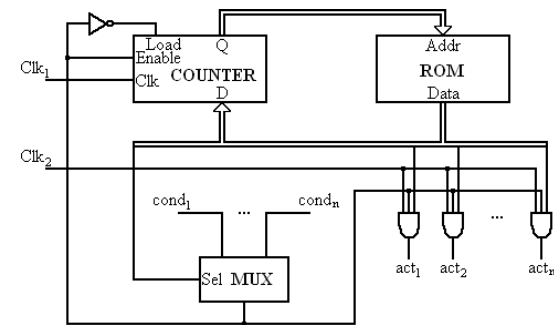 Load
Q
Addr
Enable
Clk1
Clk
COUNTER
ROM
D
Data
Clk2
cond1
...
condn
...
Sel MUX
act1
act2
actn